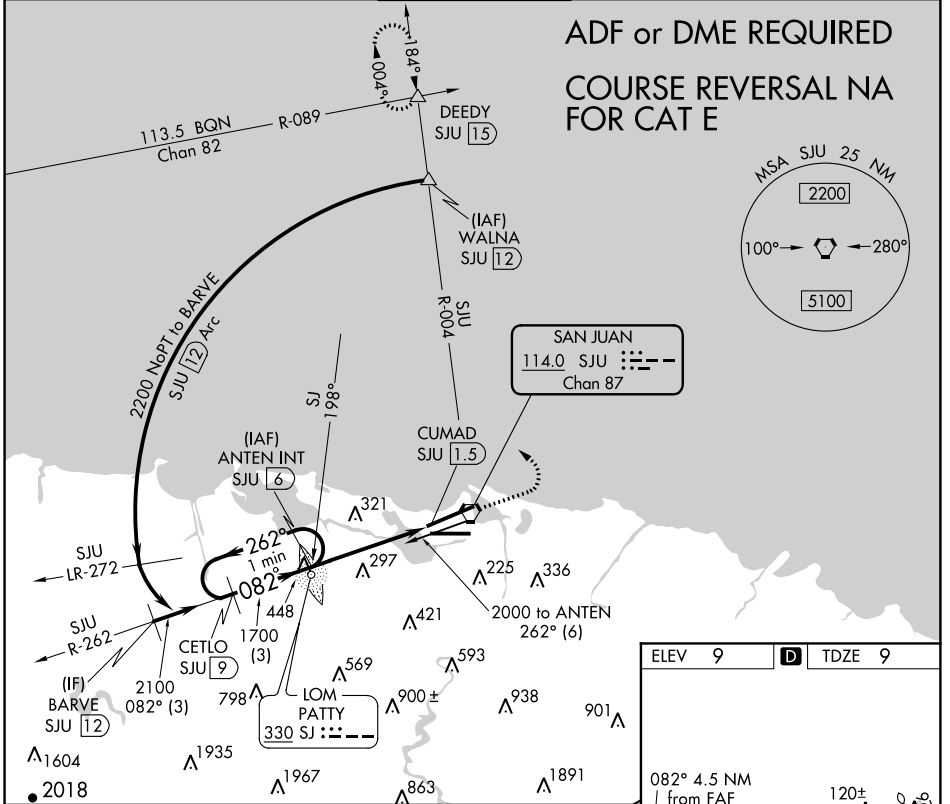 ADF or DME REQUIRED
COURSE REVERSAL NA
FOR CAT E
184°
004°
DEEDY
SJU 15
113.5 BQN
Chan 82
R-089
MSA SJU 25 NM
2200
100°
280°
5100
(IAF)
WALNA
SJU 12
2200 NoPT to BARVE
SJU 12 Arc
SJU
R-004
SAN JUAN
114.0 SJU
Chan 87
SJ
198°
(IAF)
ANTEN INT
SJU 6
CUMAD
SJU 1.5
321
SJU
LR-272
262°
1 min
082°
297
225
336
448
2000 to ANTEN
262° (6)
421
SJU
R-262
CETLO
SJU 9
1700
(3)
(IF)
BARVE
SJU 12
2100
082° (3)
798
569
593
LOM
PATTY
330 SJ
900±
938
901
1604
1935
1967
863
1891
2018
ELEV 9
D
TDZE 9
082° 4.5 NM
from FAF
120±